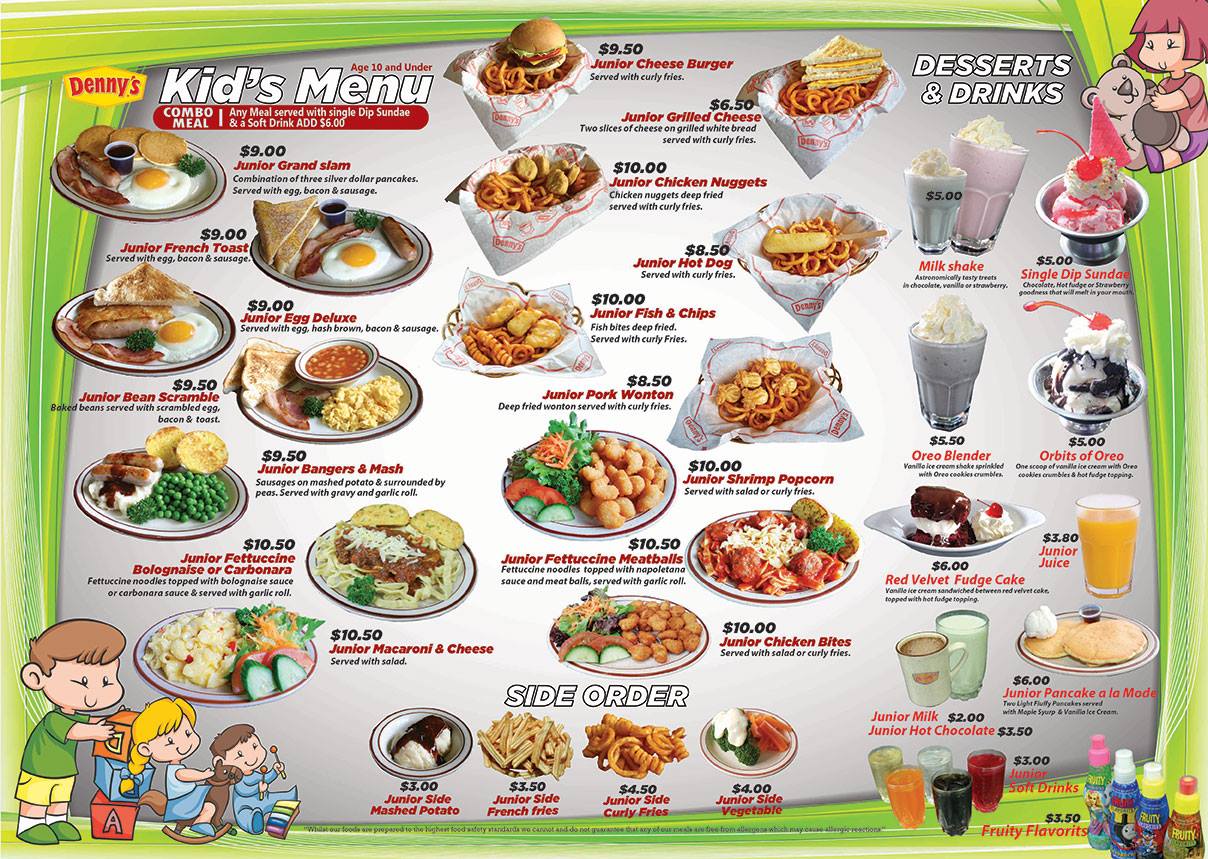 Denny's
Kid's Menu
Age 10 and Under
COMBO
MEAL
Any Meal served with single Dip Sundae
& a Soft Drink ADD $6.00
$9.00
Junior Grand slam
Combination of three silver dollar pancakes.
Served with egg, bacon & sausage.
$9.00
Junior French Toast
Served with egg, bacon & sausage.
$9.00
Junior Egg Deluxe
Served with egg, hash brown, bacon & sausage.
$9.50
Junior Bean Scramble
Baked beans served with scrambled egg,
bacon & toast.
$9.50
Junior Bangers & Mash
Sausages on mashed potato & surrounded by
peas. Served with gravy and garlic roll.
$10.50
Junior Fettuccine
Bolognaise or Carbonara
Fettuccine noodles topped with bolognaise sauce
or carbonara sauce & served with garlic roll.
$10.50
Junior Macaroni & Cheese
Served with salad.
$9.50
Junior Cheese Burger
Served with curly fries.
$6.50
Junior Grilled Cheese
Two slices of cheese on grilled white bread
served with curly fries.
$10.00
Junior Chicken Nuggets
Chicken nuggets deep fried
served with curly fries.
$8.50
Junior Hot Dog
Served with curly fries.
$10.00
Junior Fish & Chips
Fish bites deep fried.
Served with curly Fries.
$8.50
Junior Pork Wonton
Deep fried wonton served with curly fries.
$10.00
Junior Shrimp Popcorn
Served with salad or curly fries.
$10.50
Junior Fettuccine Meatballs
Fettuccine noodles topped with napoletana
sauce and meat balls, served with garlic roll.
$10.00
Junior Chicken Bites
Served with salad or curly fries.
SIDE ORDER
$3.00
Junior Side
Mashed Potato
$3.50
Junior Side
French fries
$4.50
Junior Side
Curly Fries
$4.00
Junior Side
Vegetable
DESSERTS
& DRINKS
$5.00
Milk shake
Astronomically tasty treats
in chocolate, vanilla or strawberry.
$5.00
Single Dip Sundae
Chocolate, Hot fudge or Strawberry
goodness that will melt in your mouth.
$5.50
Oreo Blender
Vanilla ice cream shake sprinkled
with Oreo cookies crumbles.
$5.00
Orbits of Oreo
One scoop of vanilla ice cream with Oreo
cookies crumbles & hot fudge topping.
$6.00
Red Velvet Fudge Cake
Vanilla ice cream sandwiched between red velvet cake,
topped with hot fudge topping.
$3.80
Junior
Juice
Junior Milk $2.00
Junior Hot Chocolate $3.50
$6.00
Junior Pancake a la Mode
Two Light Fluffy Pancakes served
with Maple Syurp & Vanilla Ice Cream.
$3.00
Junior
Soft Drinks
$3.50
Fruity Flavorits
"Whilst our foods are prepared to the highest food safety standards we cannot and do not guarantee that any of our meals are free from allergens which may cause allergic reactions"
A